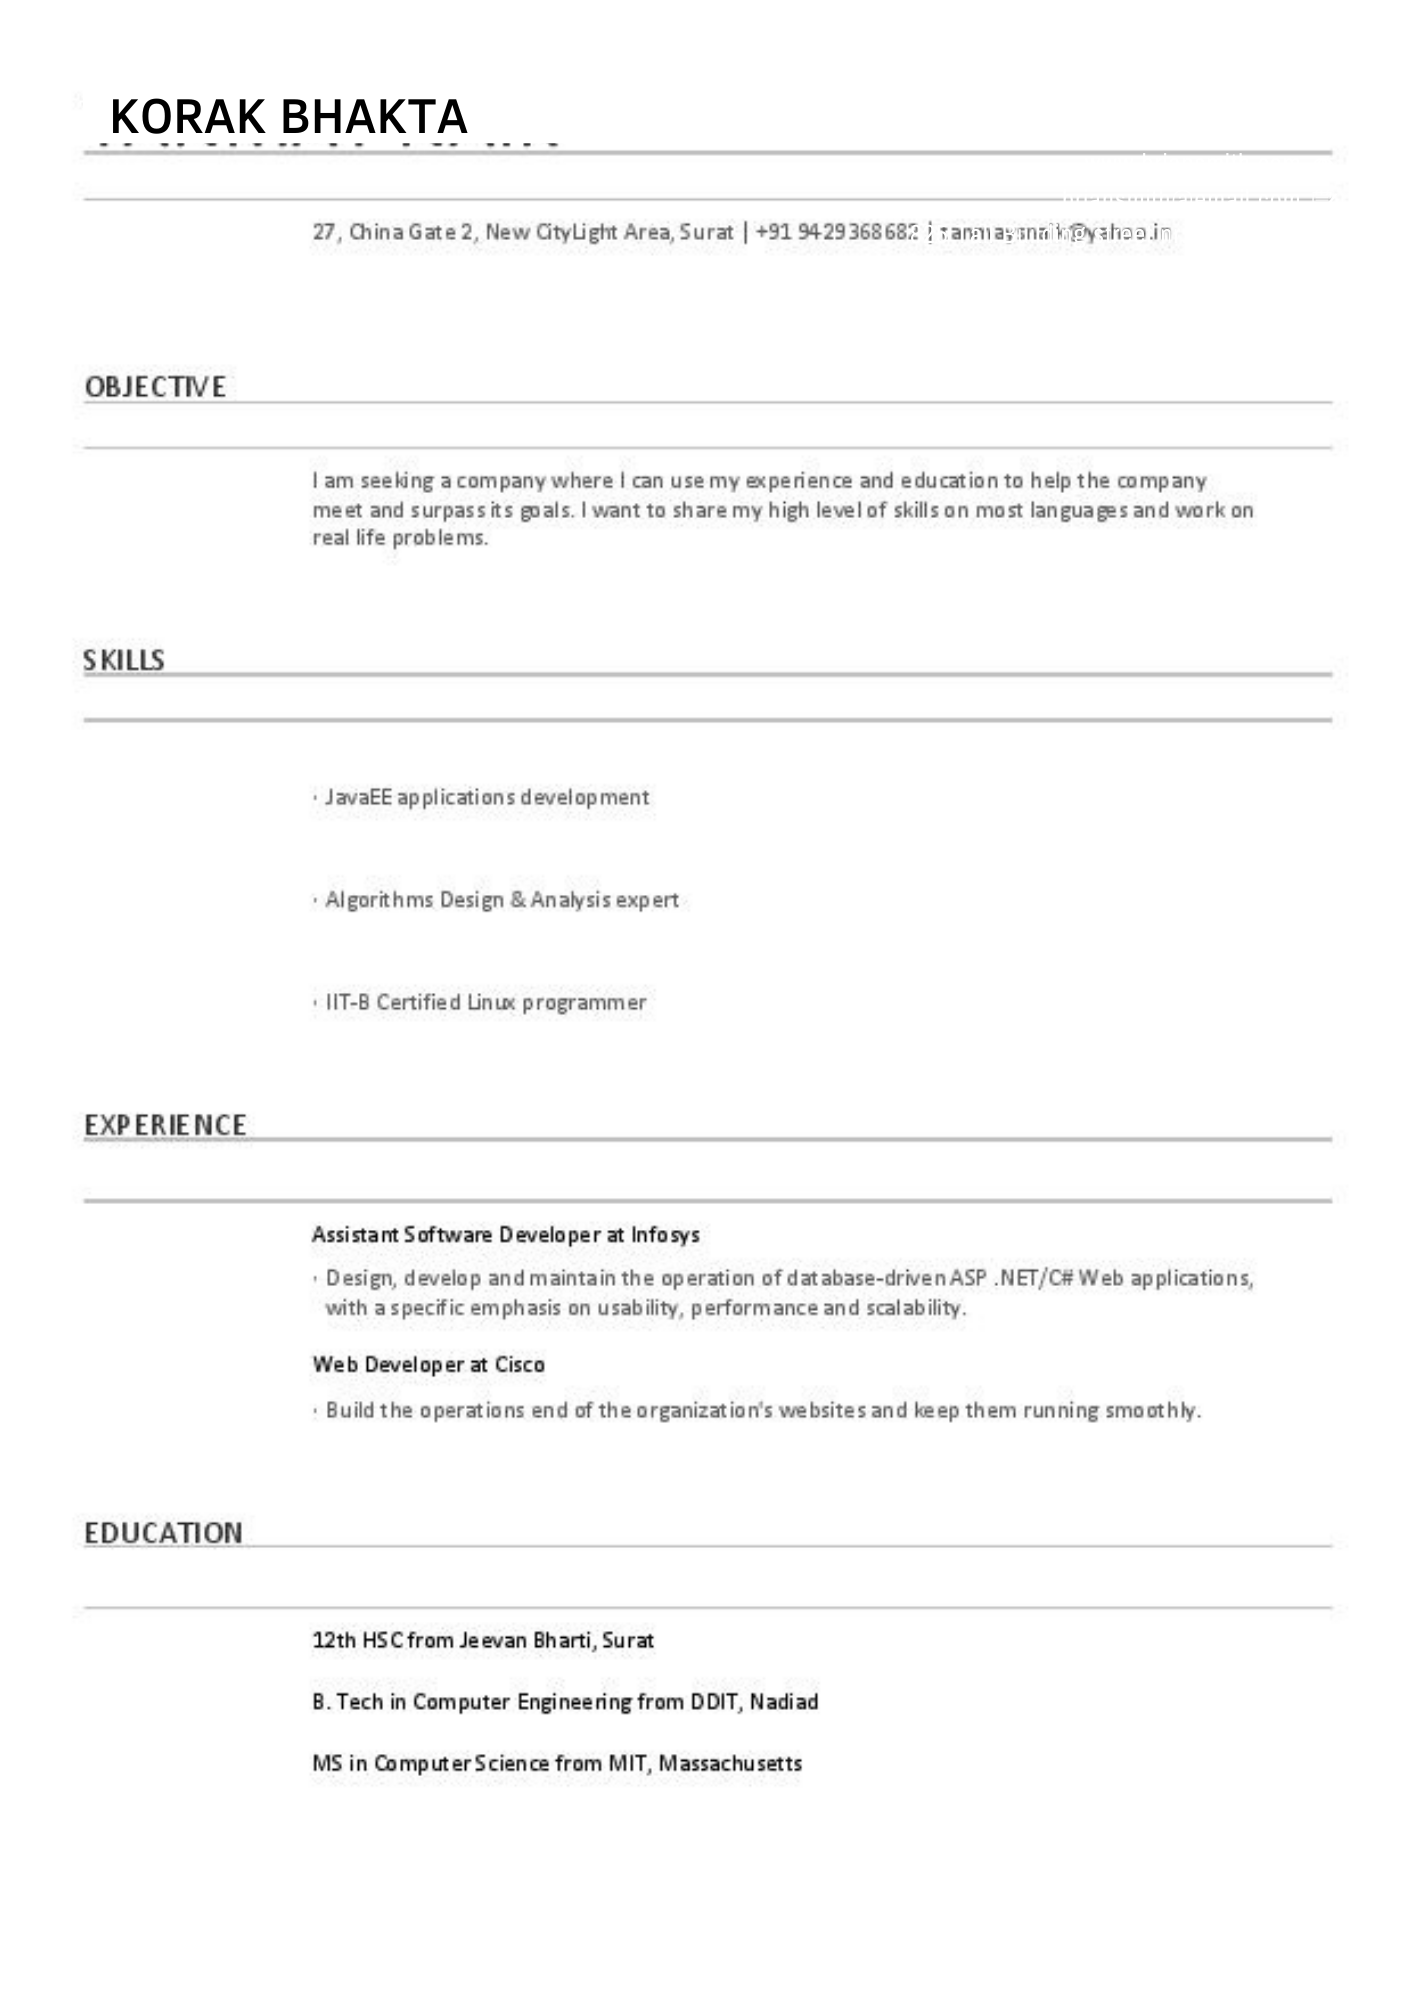 KORAK BHAKTA
27, China Gate 2, New CityLight Area, Surat | +91 9429368682 |
OBJECTIVE
I am seeking a company where I can use my experience and education to help the company
meet and surpass its goals. I want to share my high level of skills on most languages and work on
real life problems.
SKILLS
· JavaEE applications development
· Algorithms Design & Analysis expert
· IIT-B Certified Linux programmer
EXPERIENCE
Assistant Software Developer at Infosys
· Design, develop and maintain the operation of database-driven ASP .NET/C# Web applications,
with a specific emphasis on usability, performance and scalability.
Web Developer at Cisco
· Build the operations end of the organization's websites and keep them running smoothly.
EDUCATION
12th HSC from Jeevan Bharti, Surat
B. Tech in Computer Engineering from DDIT, Nadiad
MS in Computer Science from MIT, Massachusetts